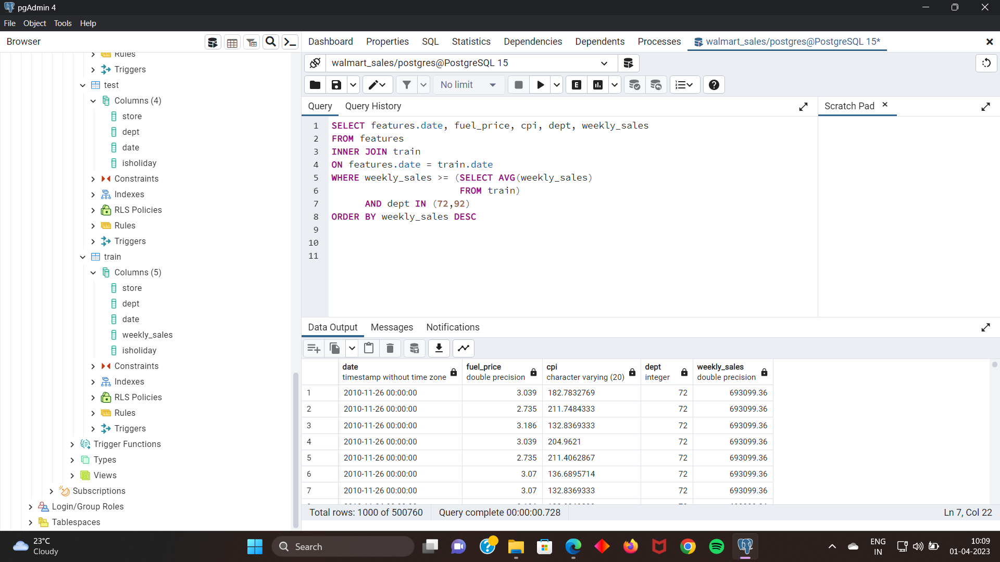 pgAdmin 4
File Object Tools Help
Browser
Dashboard Properties SQL Statistics Dependencies Dependents Processes walmart_sales/postgres@PostgreSQL 15*
Rules
Triggers
test
Columns (4)
store
dept
date
isholiday
Constraints
Indexes
RLS Policies
Rules
Triggers
train
Columns (5)
store
dept
date
weekly_sales
isholiday
Constraints
Indexes
RLS Policies
Rules
Triggers
Trigger Functions
Types
Views
Subscriptions
Login/Group Roles
Tablespaces
walmart_sales/postgres@PostgreSQL 15
No limit
E
Query Query History
Scratch Pad
1 SELECT features.date, fuel_price, cpi, dept, weekly_sales
2 FROM features
3 INNER JOIN train
4 ON features.date = train.date
5 WHERE weekly_sales >= (SELECT AVG(weekly_sales)
6 FROM train)
7 AND dept IN (72,92)
8 ORDER BY weekly_sales DESC
9
10
11
Data Output Messages Notifications
date fuel_price cpi dept weekly_sales
timestamp without time zone double precision character varying (20) integer double precision
1 2010-11-26 00:00:00 3.039 182.7832769 72 693099.36
2 2010-11-26 00:00:00 2.735 211.7484333 72 693099.36
3 2010-11-26 00:00:00 3.186 132.8369333 72 693099.36
4 2010-11-26 00:00:00 3.039 204.9621 72 693099.36
5 2010-11-26 00:00:00 2.735 211.4062867 72 693099.36
6 2010-11-26 00:00:00 3.07 136.6895714 72 693099.36
7 2010-11-26 00:00:00 3.07 132.8369333 72 693099.36
Total rows: 1000 of 500760 Query complete 00:00:00.728 Ln 7, Col 22
23°C
Cloudy
Search
ENG
IN
10:09
01-04-2023